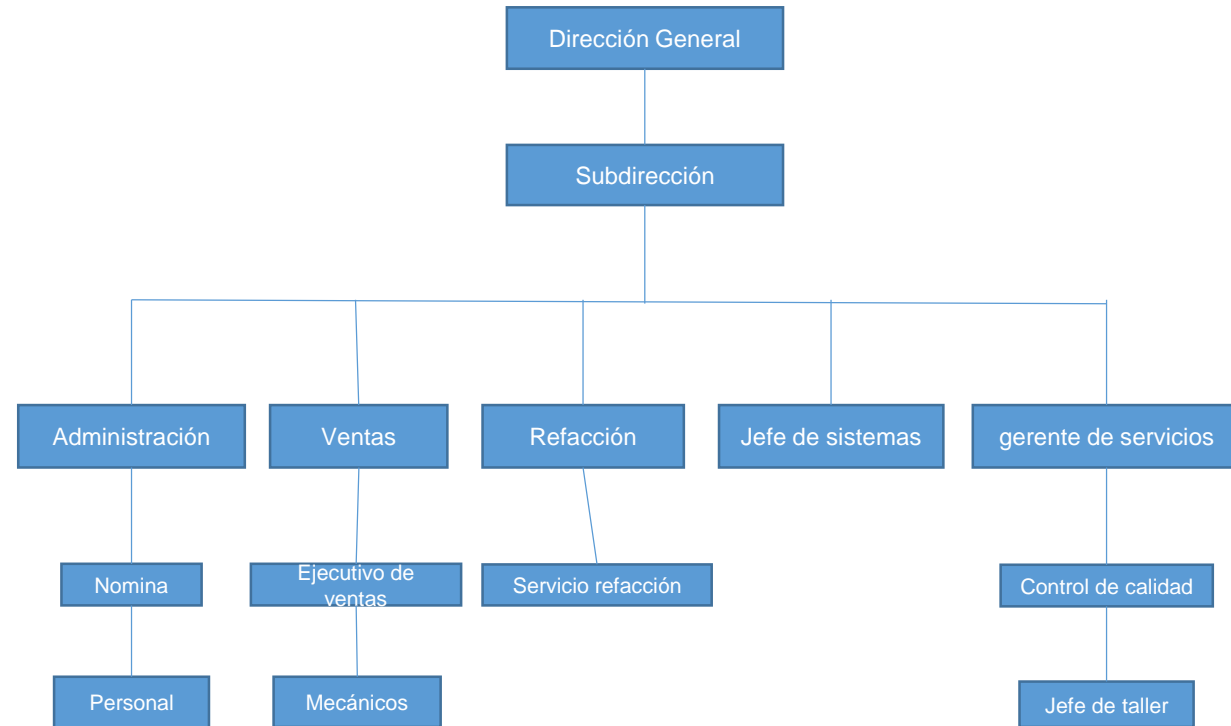 Dirección General
Subdirección
Administración
Ventas
Refacción
Jefe de sistemas
gerente de servicios
Nomina
Ejecutivo de
ventas
Servicio refacción
Control de calidad
Personal
Mecánicos
Jefe de taller